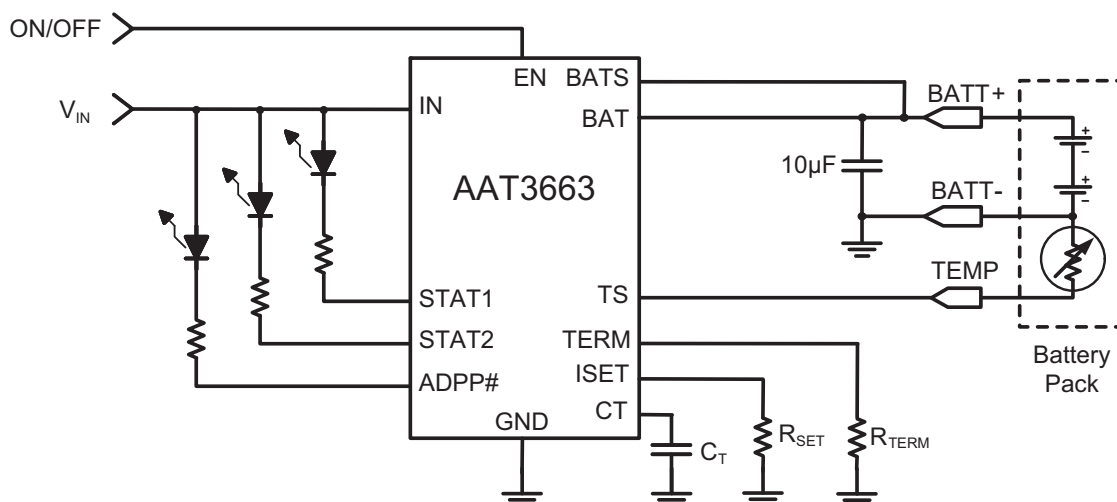 ON/OFF
V_IN
EN
BATS
IN
BAT
AAT3663
STAT1
STAT2
ADPP#
GND
TS
TERM
ISET
CT
10µF
BATT+
BATT-
TEMP
+
–
+
–
Battery
Pack
C_T
R_SET
R_TERM